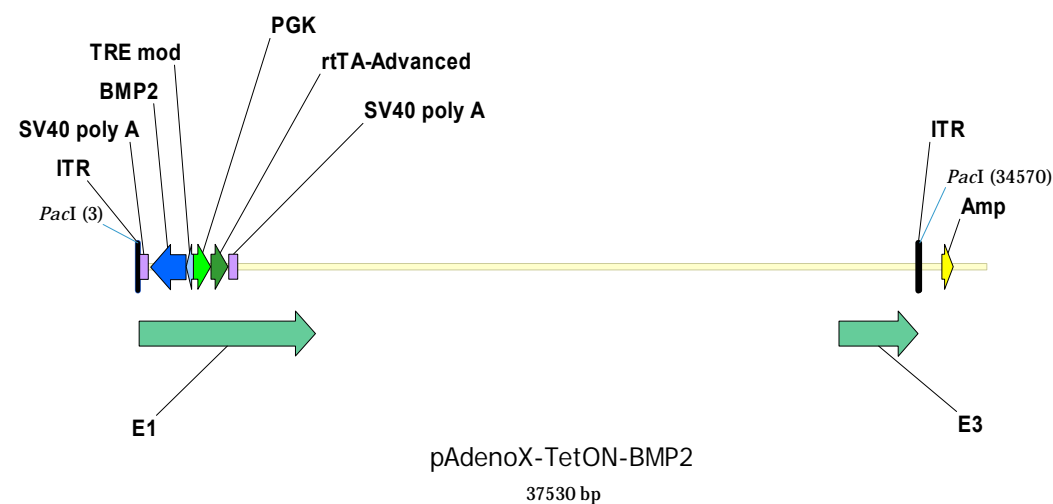 PGK
TRE mod
rtTA-Advanced
BMP2
SV40 poly A
SV40 poly A
ITR
ITR
PacI (3)
PacI (34570)
Amp
E1
E3
pAdenoX-TetON-BMP2
37530 bp